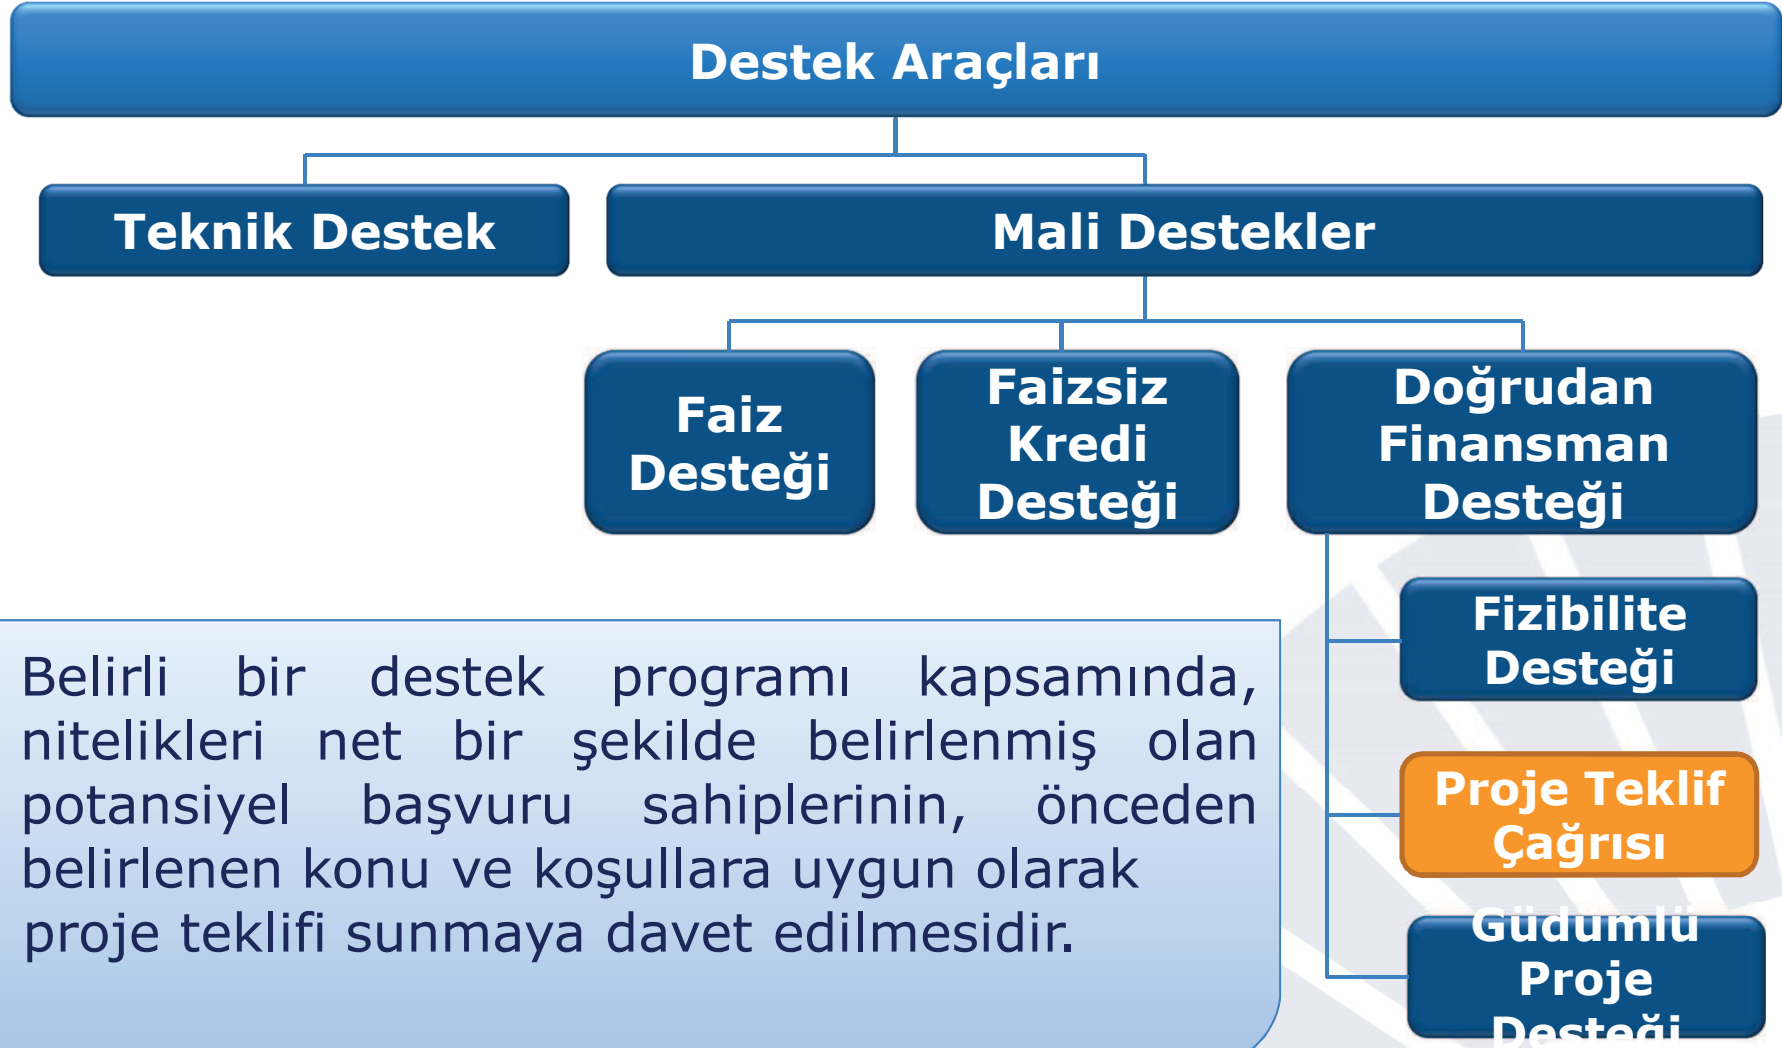 Destek Araçları
Teknik Destek
Mali Destekler
Faiz
Desteği
Faizsiz
Kredi
Desteği
Doğrudan
Finansman
Desteği
Fizibilite
Desteği
Proje Teklif
Çağrısı
Güdümlü
Proje
Desteği
Belirli bir destek programı kapsamında,
nitelikleri net bir şekilde belirlenmiş olan
potansiyel başvuru sahiplerinin, önceden
belirlenen konu ve koşullara uygun olarak
proje teklifi sunmaya davet edilmesidir.